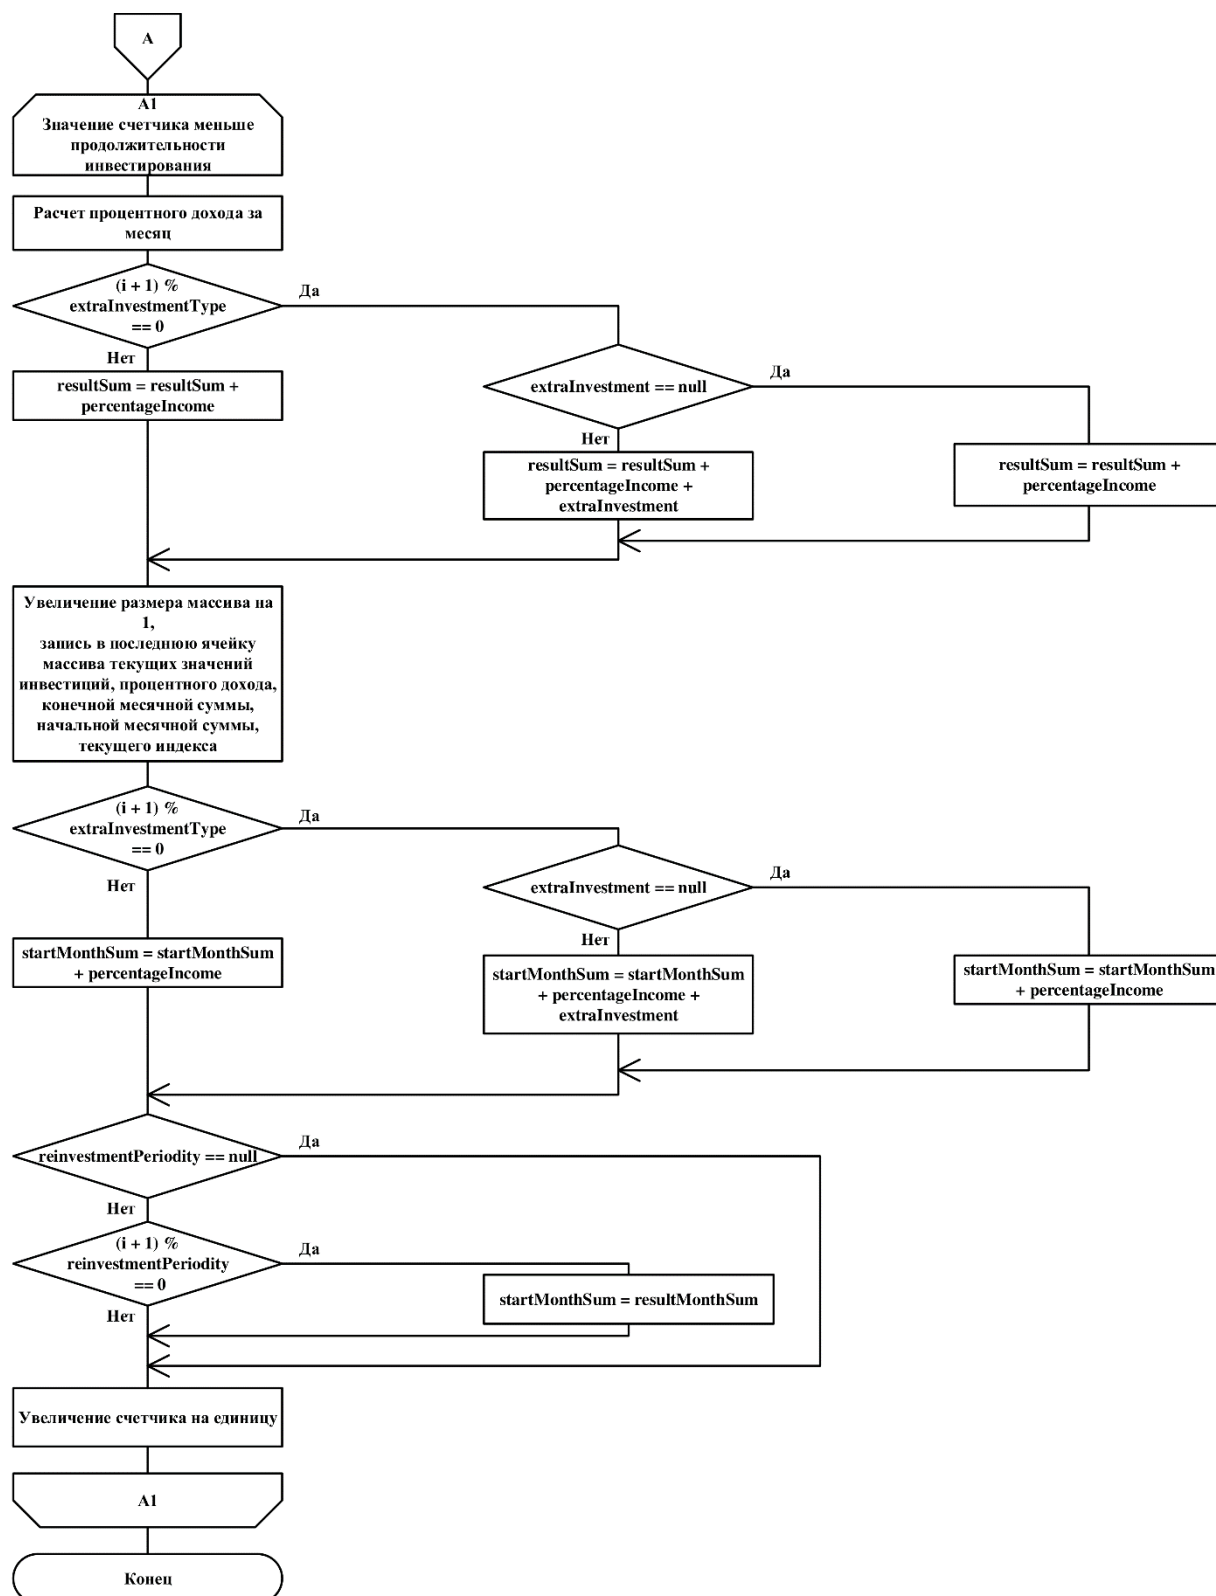 A
A1
Значение счетчика меньше
продолжительности
инвестирования
Расчет процентного дохода за
месяц
(i + 1) %
extraInvestmentType
== 0
Да
Нет
resultSum = resultSum +
percentageIncome
extraInvestment == null
Да
Нет
resultSum = resultSum +
percentageIncome +
extraInvestment
resultSum = resultSum +
percentageIncome
Увеличение размера массива на
1,
запись в последнюю ячейку
массива текущих значений
инвестиций, процентного дохода,
конечной месячной суммы,
начальной месячной суммы,
текущего индекса
(i + 1) %
extraInvestmentType
== 0
Да
Нет
startMonthSum = startMonthSum
+ percentageIncome
extraInvestment == null
Да
Нет
startMonthSum = startMonthSum
+ percentageIncome +
extraInvestment
startMonthSum = startMonthSum
+ percentageIncome
reinvestmentPeriodity == null
Да
Нет
(i + 1) %
reinvestmentPeriodity
== 0
Да
Нет
startMonthSum = resultMonthSum
Увеличение счетчика на единицу
A1
Конец